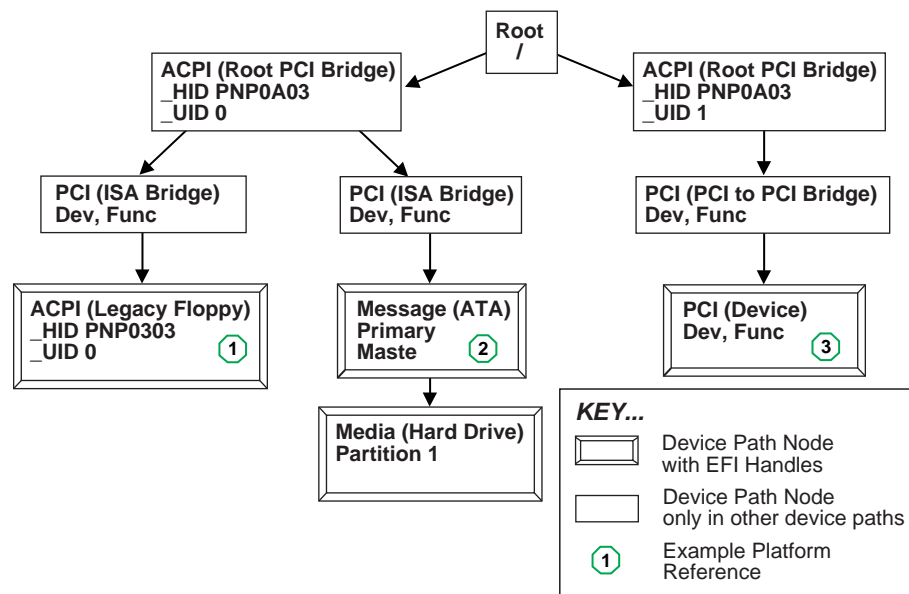 Root
/
ACPI (Root PCI Bridge)
_HID PNP0A03
_UID 0
ACPI (Root PCI Bridge)
_HID PNP0A03
_UID 1
PCI (ISA Bridge)
Dev, Func
PCI (ISA Bridge)
Dev, Func
PCI (PCI to PCI Bridge)
Dev, Func
ACPI (Legacy Floppy)
_HID PNP0303
_UID 0
1
Message (ATA)
Primary
Maste
2
PCI (Device)
Dev, Func
3
Media (Hard Drive)
Partition 1
KEY...
Device Path Node
with EFI Handles
Device Path Node
only in other device paths
1
Example Platform
Reference